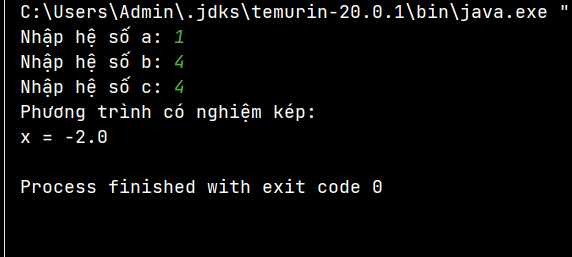 C:\Users\Admin\.jdks\temurin-20.0.1\bin\java.exe "
Nhập hệ số a: 1
Nhập hệ số b: 4
Nhập hệ số c: 4
Phương trình có nghiệm kép:
x = -2.0
Process finished with exit code 0